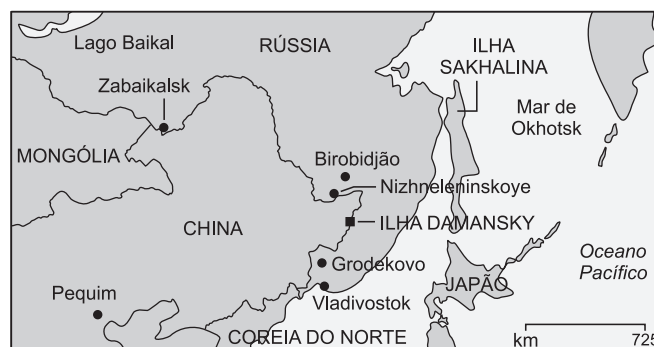 Lago Baikal
RÚSSIA
ILHA
SAKHALINA
Zabaikalsk
Mar de
Okhotsk
MONGÓLIA
Birobidjão
Nizhneleninskoye
CHINA
ILHA DAMANSKY
Oceano
Pacífico
Grodekovo
JAPÃO
Pequim
Vladivostok
COREIA DO NORTE
km 725